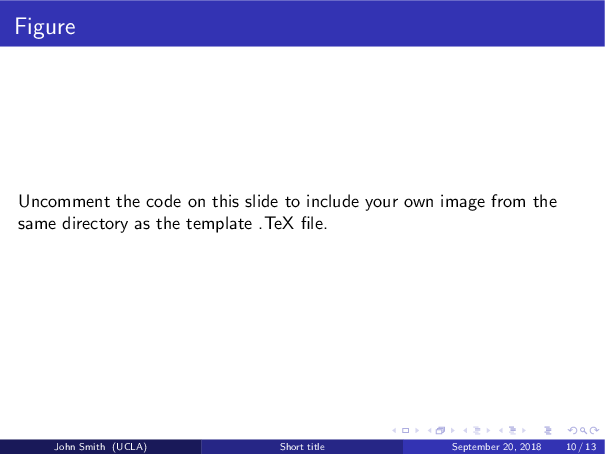 Figure
Uncomment the code on this slide to include your own image from the
same directory as the template .TeX file.
John Smith (UCLA) Short title September 20, 2018 10 / 13